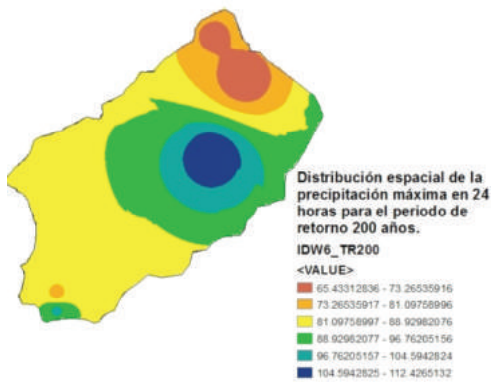 Distribución espacial de la
precipitación máxima en 24
horas para el periodo de
retorno 200 años.
IDW6_TR200
<VALUE>
65.43312836 - 73.26535916
73.26535917 - 81.09758996
81.09758997 - 88.92982076
88.92982077 - 96.76205156
96.76205157 - 104.5942824
104.5942825 - 112.4265132